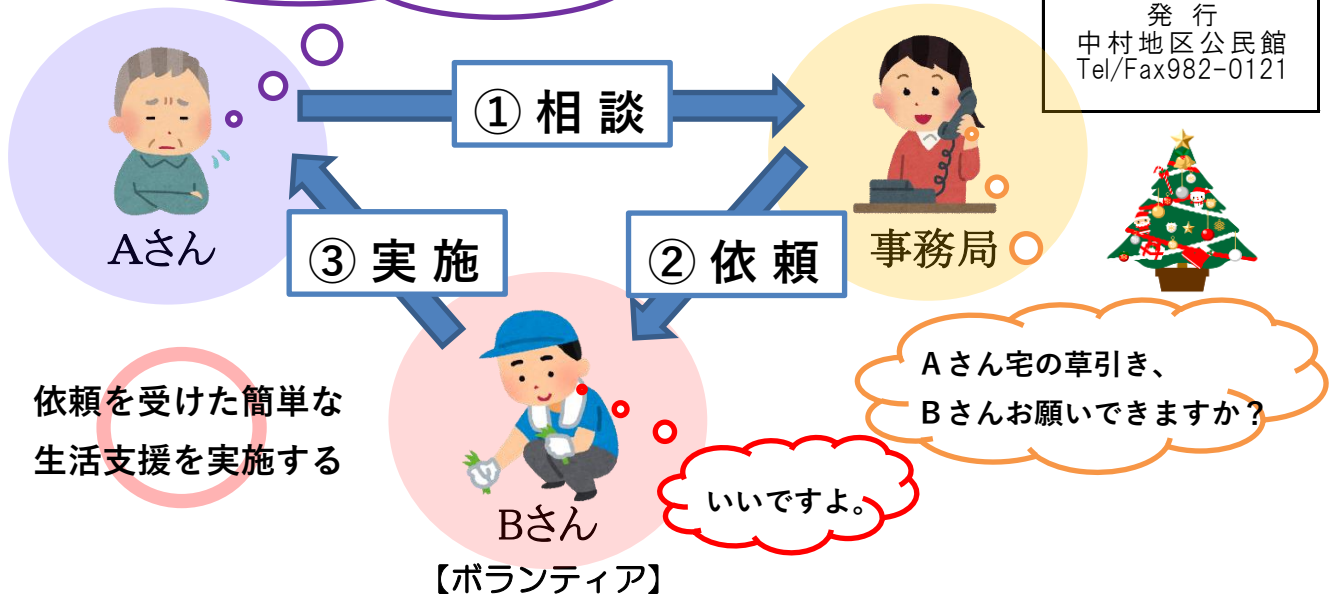 発 行
中村地区公民館
Tel/Fax982-0121
① 相 談
Aさん
③ 実 施
② 依 頼
事務局
Aさん宅の草引き、
Bさんお願いできますか？
依頼を受けた簡単な
生活支援を実施する
いいですよ。
Bさん
【ボランティア】